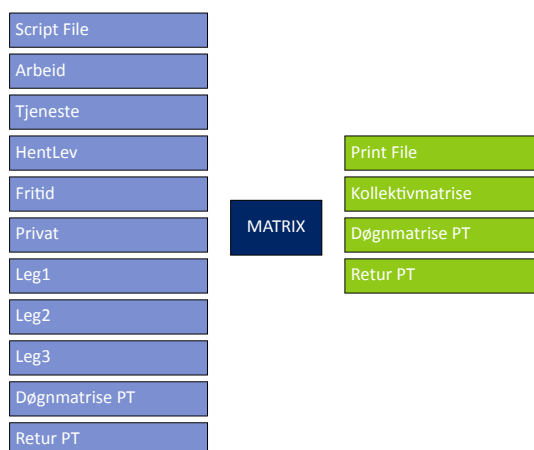 Script File
Arbeid
Tjeneste
HentLev
Fritid
Privat
Leg1
Leg2
Leg3
Døgnmatrise PT
Retur PT
MATRIX
Print File
Kollektivmatrise
Døgnmatrise PT
Retur PT